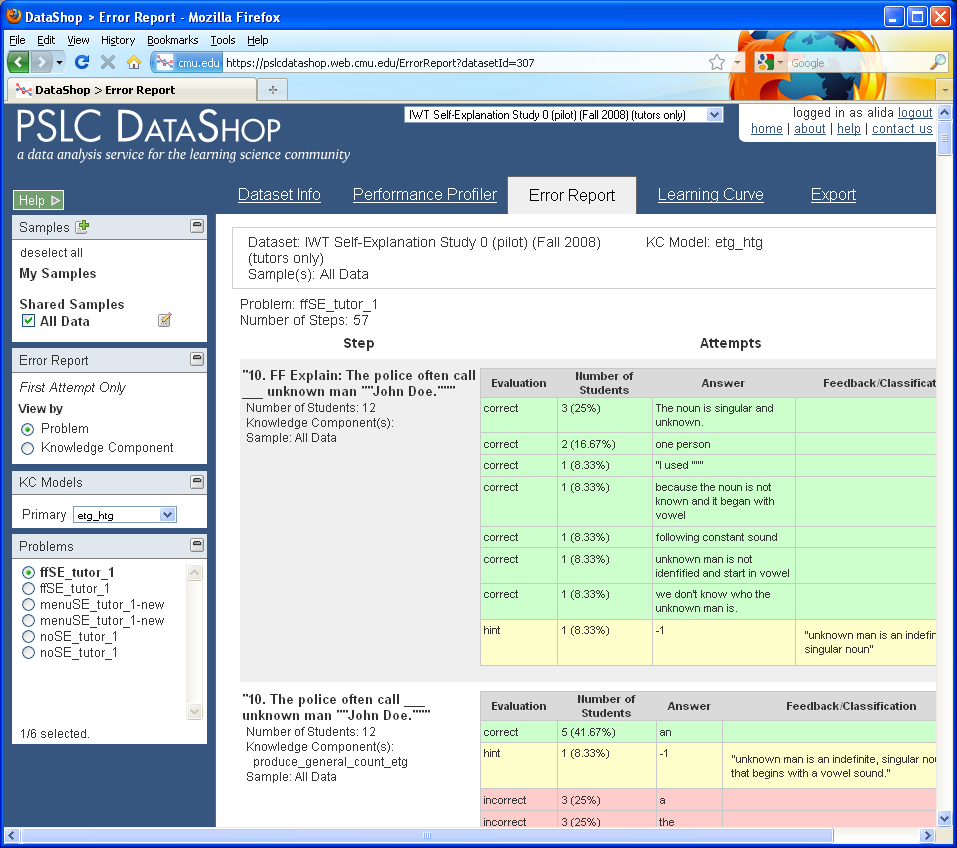 DataShop > Error Report - Mozilla Firefox
File Edit View History Bookmarks Tools Help
cmu.edu https://pslcdatashop.web.cmu.edu/ErrorReport?datasetId=307
Google
DataShop > Error Report
PSLC DATASHOP
a data analysis service for the learning science community
IWT Self-Explanation Study 0 (pilot) (Fall 2008) (tutors only)
logged in as alida logout
home | about | help | contact us
Help
Dataset Info Performance Profiler Error Report Learning Curve Export
Samples
deselect all
My Samples
Shared Samples
All Data
Error Report
First Attempt Only
View by
Problem
Knowledge Component
KC Models
Primary etg_htg
Problems
ffSE_tutor_1
ffSE_tutor_1
menuSE_tutor_1-new
menuSE_tutor_1-new
noSE_tutor_1
noSE_tutor_1
1/6 selected.
Dataset: IWT Self-Explanation Study 0 (pilot) (Fall 2008)
(tutors only)
Sample(s): All Data
KC Model: etg_htg
Problem: ffSE_tutor_1
Number of Steps: 57
Step Attempts
"10. FF Explain: The police often call
___ unknown man ""John Doe."""
Number of Students: 12
Knowledge Component(s):
Sample: All Data
Evaluation Number of Students Answer Feedback/Classificat
correct 3 (25%) The noun is singular and
unknown.
correct 2 (16.67%) one person
correct 1 (8.33%) "I used """
correct 1 (8.33%) because the noun is not
known and it began with
vowel
correct 1 (8.33%) following constant sound
correct 1 (8.33%) unknown man is not
idenfified and start in vowel
correct 1 (8.33%) we don't know who the
unknown man is.
hint 1 (8.33%) -1 "unknown man is an indefin
singular noun"
"10. The police often call ___
unknown man ""John Doe."""
Number of Students: 12
Knowledge Component(s):
produce_general_count_etg
Sample: All Data
Evaluation Number of Students Answer Feedback/Classification
correct 5 (41.67%) an
hint 1 (8.33%) -1 "unknown man is an indefinite, singular nou
that begins with a vowel sound."
incorrect 3 (25%) a
incorrect 3 (25%) the